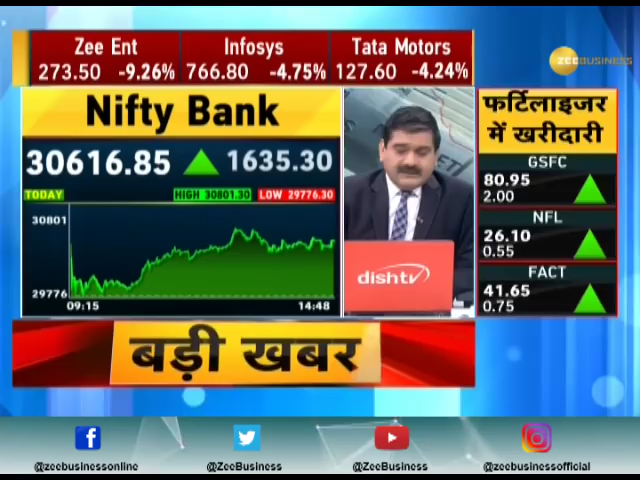 Zee Ent
273.50 -9.26%
Infosys
766.80 -4.75%
Tata Motors
127.60 -4.24%
ZEEBUSINESS
Nifty Bank
30616.85 1635.30
TODAY
HIGH 30801.30
LOW 29776.30
30801
29776
09:15
14:48
dishtv
फर्टिलाइजर
में खरीदारी
GSFC
80.95
2.00
NFL
26.10
0.55
FACT
41.65
0.75
बड़ी खबर
@zeebusinessonline
@ZeeBusiness
@ZeeBusiness
@zeebusinessofficial